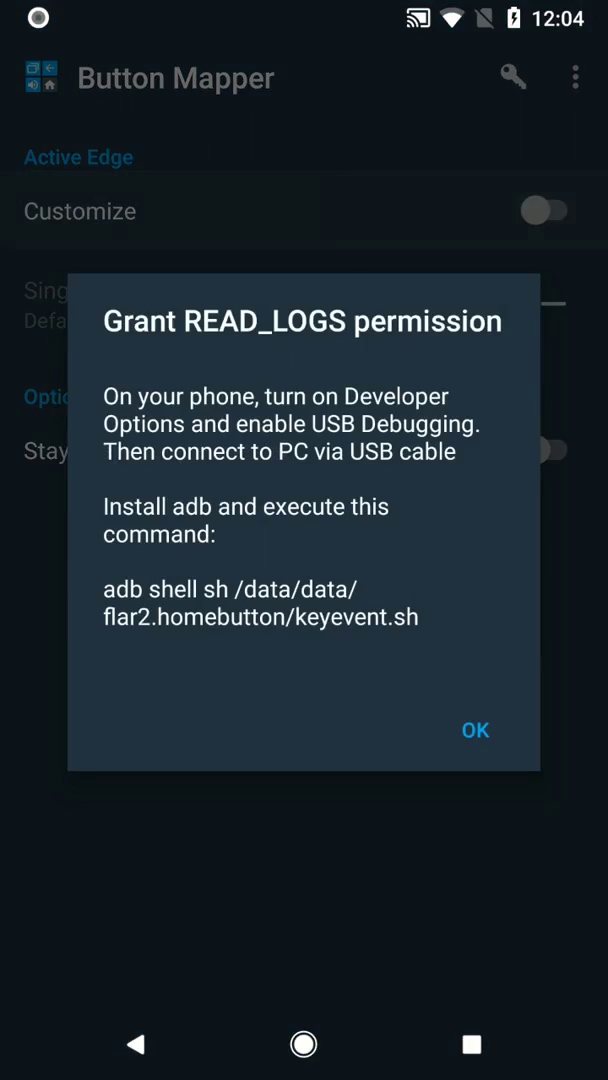 12:04
Button Mapper
Active Edge
Customize
Sing
Defa
Grant READ_LOGS permission
On your phone, turn on Developer
Options and enable USB Debugging.
Then connect to PC via USB cable
Optio
Stay
Install adb and execute this
command:
adb shell sh /data/data/
flar2.homebutton/keyevent.sh
OK